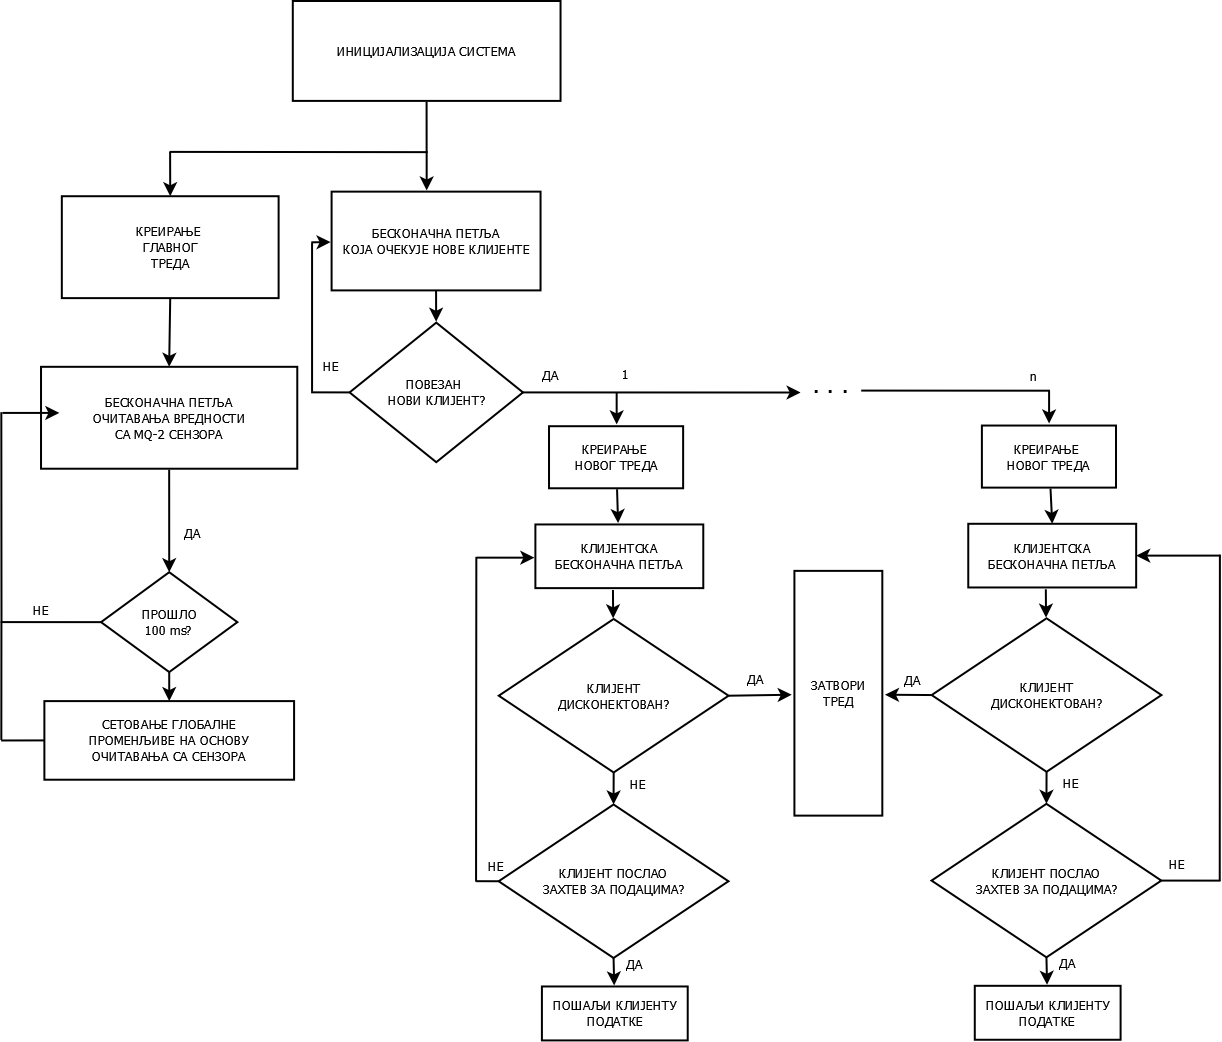 ИНИЦИЈАЛИЗАЦИЈА СИСТЕМА
КРЕИРАЊЕ
ГЛАВНОГ
ТРЕДА
БЕСКОНАЧНА ПЕТЉА
КОЈА ОЧЕКУЈЕ НОВЕ КЛИЈЕНТЕ
НЕ
ПОВЕЗАН
НОВИ КЛИЈЕНТ?
ДА
1
. . .
n
БЕСКОНАЧНА ПЕТЉА
ОЧИТАВАЊА ВРЕДНОСТИ
СА MQ-2 СЕНЗОРА
ДА
НЕ
ПРОШЛО
100 ms?
СЕТОВАЊЕ ГЛОБАЛНЕ
ПРОМЕНЉИВЕ НА ОСНОВУ
ОЧИТАВАЊА СА СЕНЗОРА
КРЕИРАЊЕ
НОВОГ ТРЕДА
КЛИЈЕНТСКА
БЕСКОНАЧНА ПЕТЉА
КЛИЈЕНТ
ДИСКОНЕКТОВАН?
ДА
НЕ
НЕ
КЛИЈЕНТ ПОСЛАО
ЗАХТЕВ ЗА ПОДАЦИМА?
ДА
ПОШАЉИ КЛИЈЕНТУ
ПОДАТКЕ
ЗАТВОРИ
ТРЕД
КРЕИРАЊЕ
НОВОГ ТРЕДА
КЛИЈЕНТСКА
БЕСКОНАЧНА ПЕТЉА
ДА
КЛИЈЕНТ
ДИСКОНЕКТОВАН?
НЕ
КЛИЈЕНТ ПОСЛАО
ЗАХТЕВ ЗА ПОДАЦИМА?
НЕ
ДА
ПОШАЉИ КЛИЈЕНТУ
ПОДАТКЕ